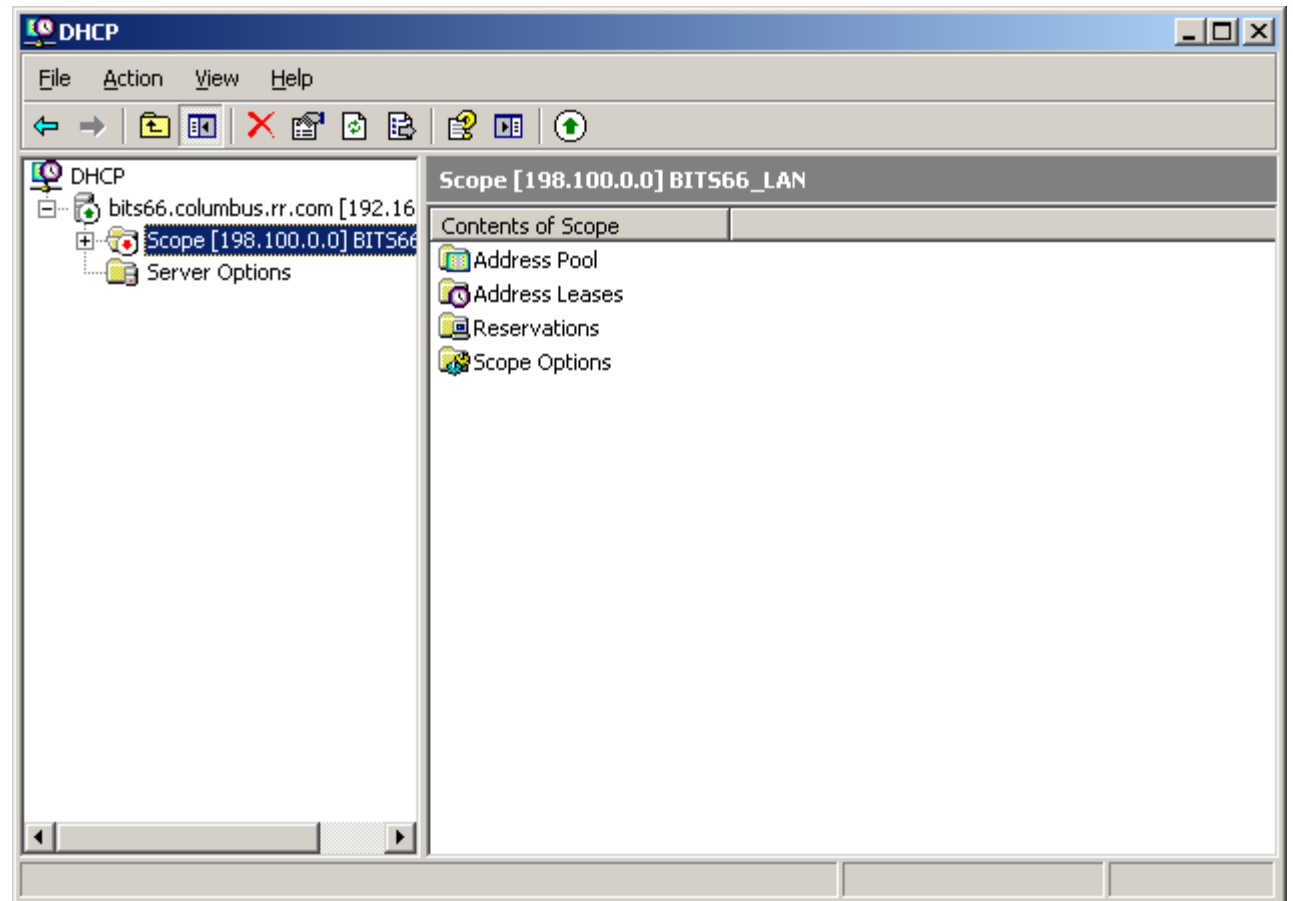 DHCP
File Action View Help
DHCP
bits66.columbus.rr.com [192.16
Scope [198.100.0.0] BITS66
Server Options
Scope [198.100.0.0] BITS66_LAN
Contents of Scope
Address Pool
Address Leases
Reservations
Scope Options